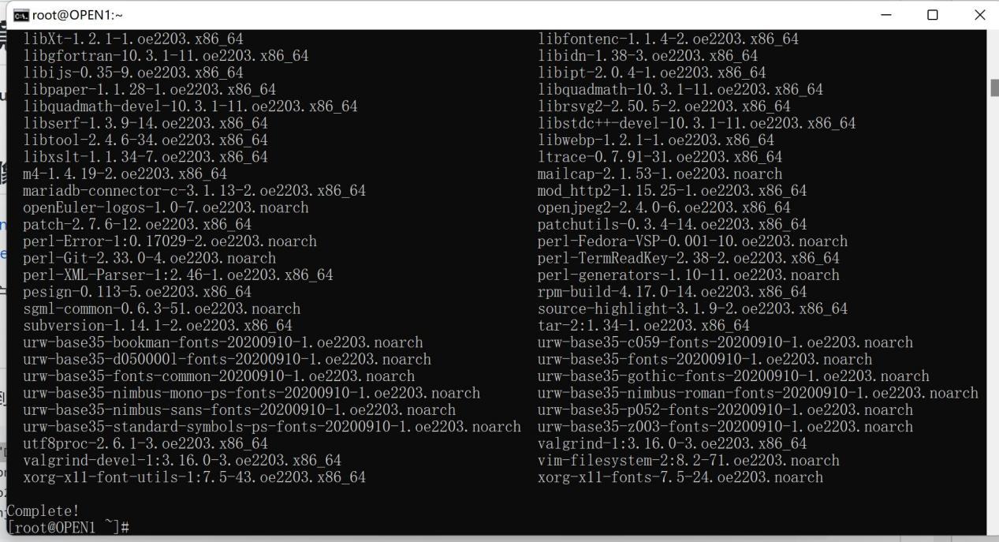 root@OPEN1:~
libXt-1.2.1-1.oe2203.x86_64 libfontenc-1.1.4-2.oe2203.x86_64
libgfortran-10.3.1-11.oe2203.x86_64 libidn-1.38-3.oe2203.x86_64
libijs-0.35-9.oe2203.x86_64 libipt-2.0.4-1.oe2203.x86_64
libpaper-1.1.28-1.oe2203.x86_64 libquadmath-10.3.1-11.oe2203.x86_64
libquadmath-devel-10.3.1-11.oe2203.x86_64 librsvg2-2.50.5-2.oe2203.x86_64
libserf-1.3.9-14.oe2203.x86_64 libstdc++-devel-10.3.1-11.oe2203.x86_64
libtool-2.4.6-34.oe2203.x86_64 libwebp-1.2.1-1.oe2203.x86_64
libxslt-1.1.34-7.oe2203.x86_64 ltrace-0.7.91-31.oe2203.x86_64
m4-1.4.19-2.oe2203.x86_64 mailcap-2.1.53-1.oe2203.noarch
mariadb-connector-c-3.1.13-2.oe2203.x86_64 mod_http2-1.15.25-1.oe2203.x86_64
openEuler-logos-1.0-7.oe2203.noarch openjpeg2-2.4.0-6.oe2203.x86_64
patch-2.7.6-12.oe2203.x86_64 patchutils-0.3.4-14.oe2203.x86_64
perl-Error-1:0.17029-2.oe2203.noarch perl-Fedora-VSP-0.001-10.oe2203.noarch
perl-Git-2.33.0-4.oe2203.noarch perl-TermReadKey-2.38-2.oe2203.x86_64
perl-XML-Parser-1:2.46-1.oe2203.x86_64 perl-generators-1.10-11.oe2203.noarch
pesign-0.113-5.oe2203.x86_64 rpm-build-4.17.0-14.oe2203.x86_64
sgml-common-0.6.3-51.oe2203.noarch source-highlight-3.1.9-2.oe2203.x86_64
subversion-1.14.1-2.oe2203.x86_64 tar-2:1.34-1.oe2203.x86_64
urw-base35-bookman-fonts-20200910-1.oe2203.noarch urw-base35-c059-fonts-20200910-1.oe2203.noarch
urw-base35-d050000l-fonts-20200910-1.oe2203.noarch urw-base35-fonts-20200910-1.oe2203.noarch
urw-base35-fonts-common-20200910-1.oe2203.noarch urw-base35-gothic-fonts-20200910-1.oe2203.noarch
urw-base35-nimbus-mono-ps-fonts-20200910-1.oe2203.noarch urw-base35-nimbus-roman-fonts-20200910-1.oe2203.noarch
urw-base35-nimbus-sans-fonts-20200910-1.oe2203.noarch urw-base35-p052-fonts-20200910-1.oe2203.noarch
urw-base35-standard-symbols-ps-fonts-20200910-1.oe2203.noarch urw-base35-z003-fonts-20200910-1.oe2203.noarch
utf8proc-2.6.1-3.oe2203.x86_64 valgrind-1:3.16.0-3.oe2203.x86_64
valgrind-devel-1:3.16.0-3.oe2203.x86_64 vim-filesystem-2:8.2-71.oe2203.noarch
xorg-x11-font-utils-1:7.5-43.oe2203.x86_64 xorg-x11-fonts-7.5-24.oe2203.noarch
Complete!
[root@OPEN1 ~]#